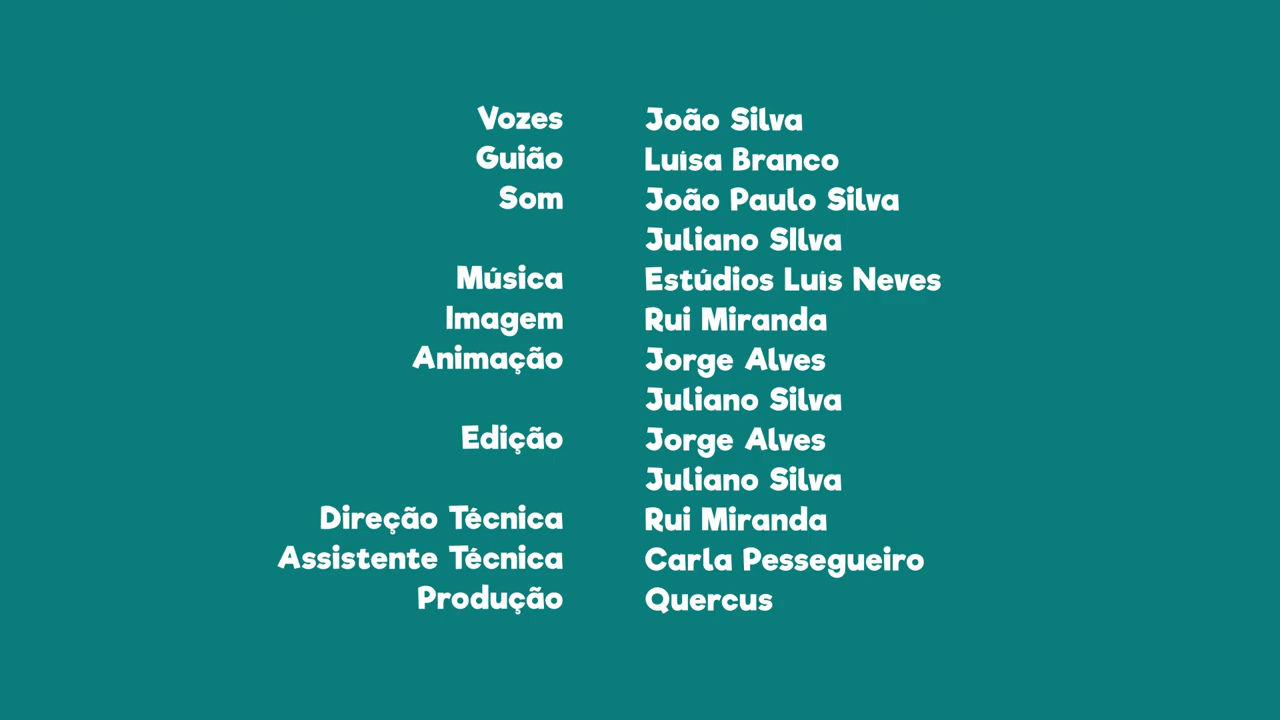 Vozes João Silva
Guião Luísa Branco
Som João Paulo Silva
Juliano SIlva
Música Estúdios Luís Neves
Imagem Rui Miranda
Animação Jorge Alves
Juliano Silva
Edição Jorge Alves
Juliano Silva
Direção Técnica Rui Miranda
Assistente Técnica Carla Pessegueiro
Produção Quercus